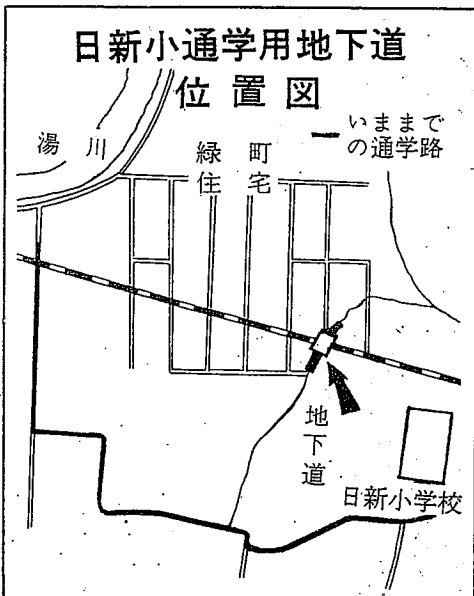 日新小通学用地下道
位置図
いままで
の通学路
湯川
緑町
住宅
地下道
日新小学校